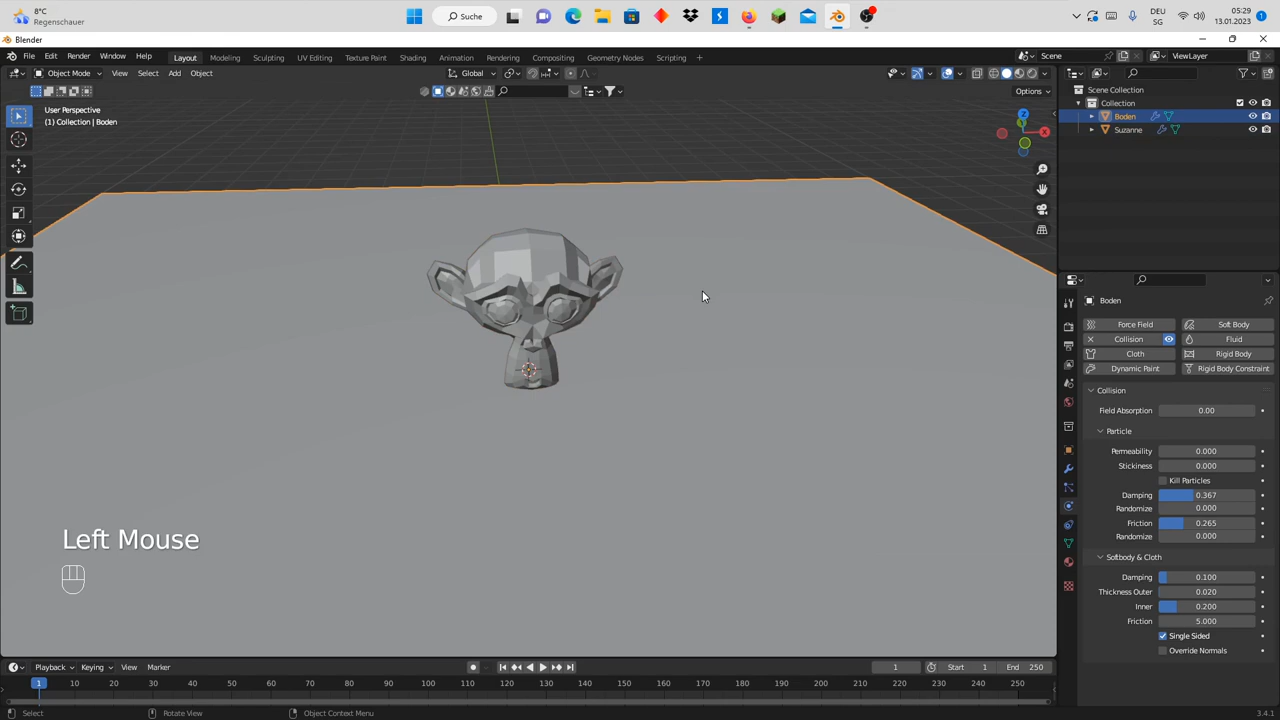 8°C
Regenschauer
Suche
DEU
SG
05:29
13.01.2023
Blender
File Edit Render Window Help
Layout Modeling Sculpting UV Editing Texture Paint Shading Animation Rendering Compositing Geometry Nodes Scripting
Scene
ViewLayer
Object Mode View Select Add Object
Global
Options
User Perspective
(1) Collection | Boden
Z
Y
X
Scene Collection
Collection
Boden
Suzanne
Boden
Force Field
Soft Body
Collision
Fluid
Cloth
Rigid Body
Dynamic Paint
Rigid Body Constraint
Collision
Field Absorption 0.00
Particle
Permeability 0.000
Stickiness 0.000
Kill Particles
Damping 0.367
Randomize 0.000
Friction 0.265
Randomize 0.000
Softbody & Cloth
Damping 0.100
Thickness Outer 0.020
Inner 0.200
Friction 5.000
Single Sided
Override Normals
Left Mouse
Playback Keying View Marker
1
Start 1
End 250
1 10 20 30 40 50 60 70 80 90 100 110 120 130 140 150 160 170 180 190 200 210 220 230 240 250
Select
Rotate View
Object Context Menu
3.4.1